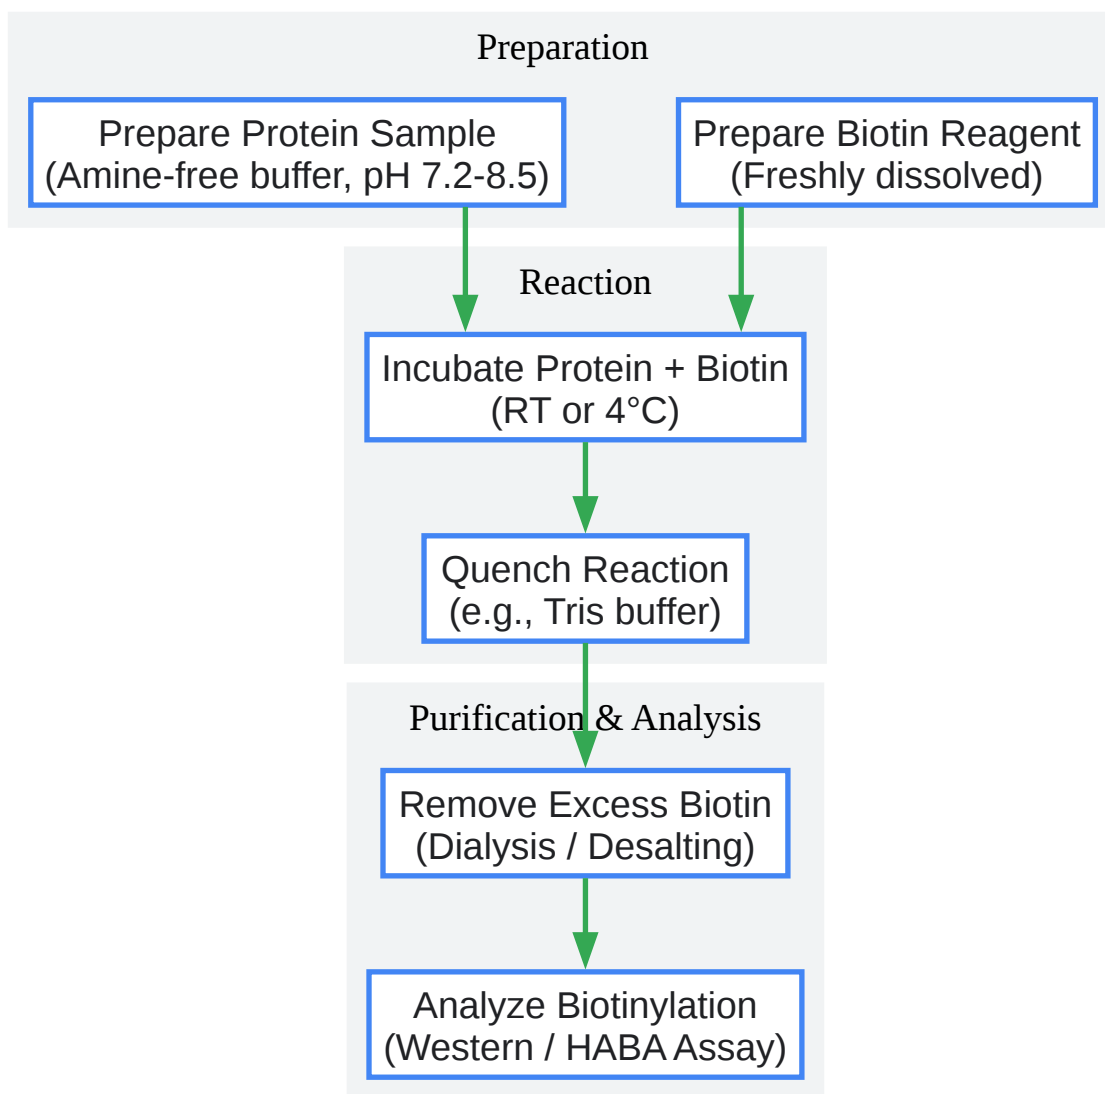 Preparation
Prepare Protein Sample
(Amine-free buffer, pH 7.2-8.5)
Prepare Biotin Reagent
(Freshly dissolved)
Reaction
Incubate Protein + Biotin
(RT or 4°C)
Quench Reaction
(e.g., Tris buffer)
Purification & Analysis
Remove Excess Biotin
(Dialysis / Desalting)
Analyze Biotinylation
(Western / HABA Assay)